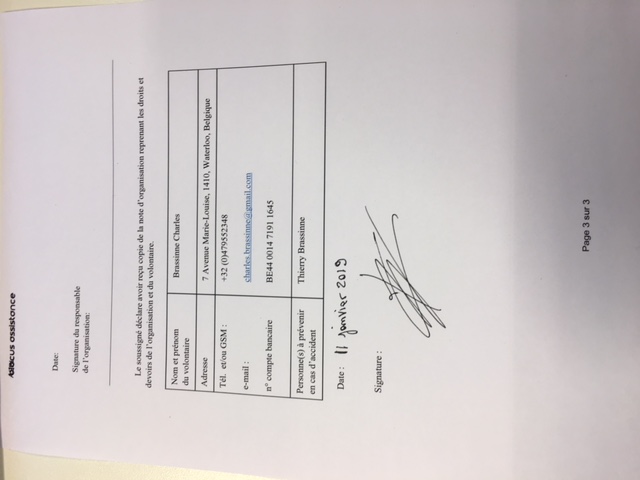 abacus assistance
Date:
Signature du responsable
de l'organisation:
Le soussigné déclare avoir reçu copie de la note d'organisation reprenant les droits et
devoirs de l'organisation et du volontaire.
Nom et prénom
du volontaire
Brassinne Charles
Adresse
7 Avenue Marie-Louise, 1410, Waterloo, Belgique
Tél. et/ou GSM :
+32 (0)479552348
e-mail :
charles.brassinne@gmail.com
n° compte bancaire
BE44 0014 7191 1645
Personne(s) à prévenir
en cas d'accident
Thierry Brassinne
Date : 11 janvier 2019
Signature :
Page 3 sur 3